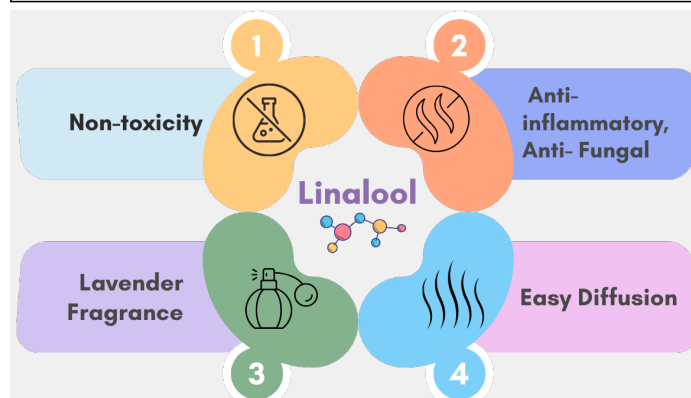 1
2
Non-toxicity
Anti-
inflammatory,
Anti- Fungal
Linalool
Lavender
Fragrance
Easy Diffusion
3
4